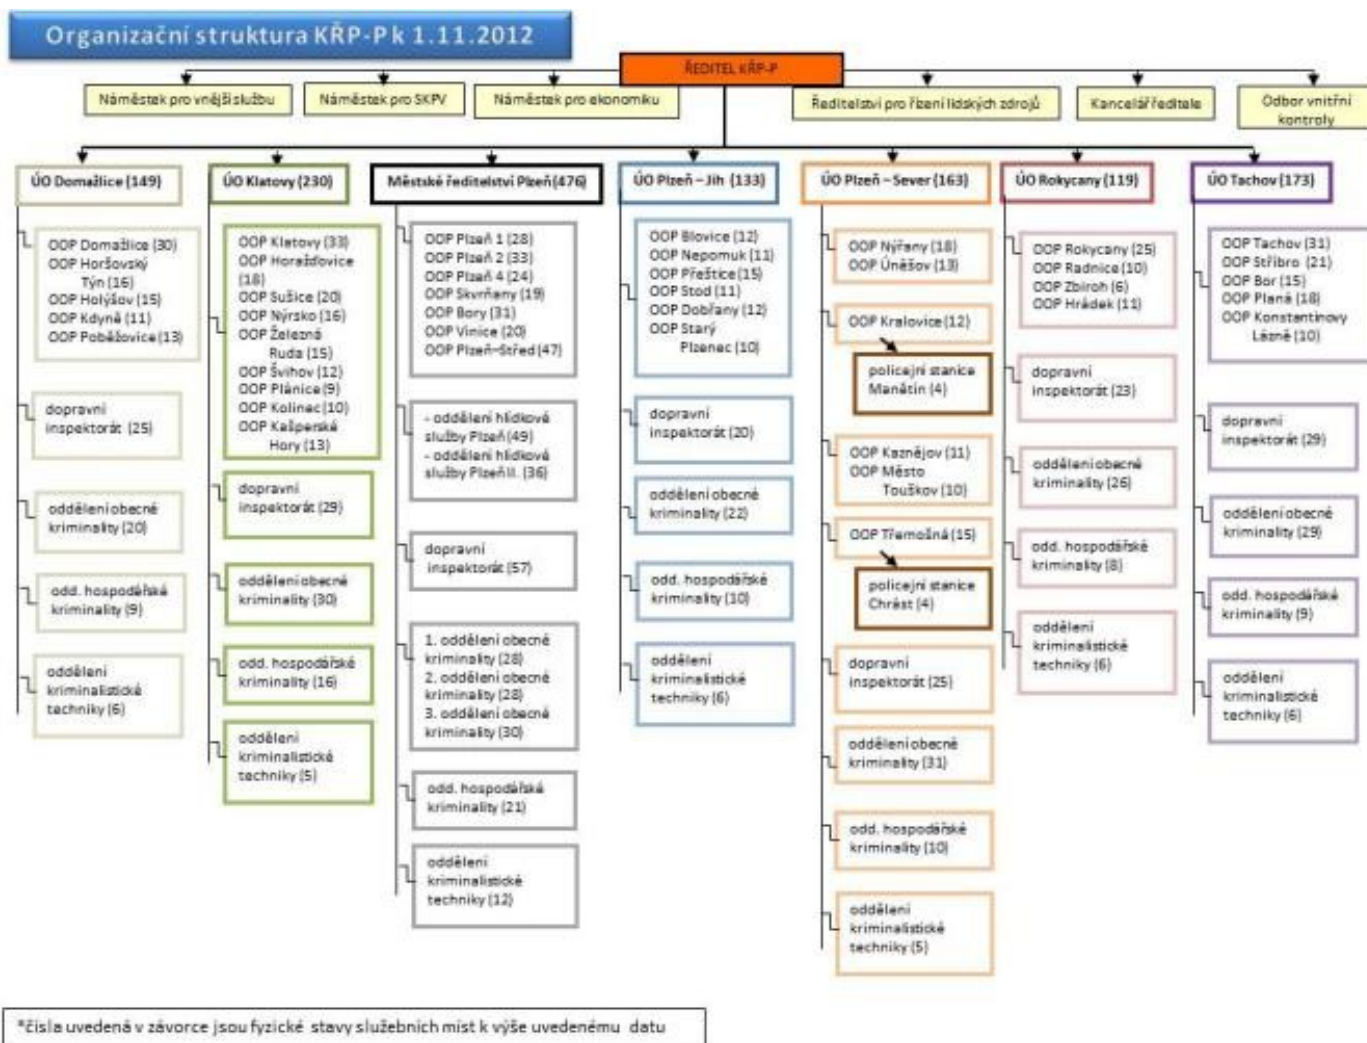 Organizační struktura KŘP-P k 1.11.2012
ŘEDITEL KŘP-P
Náměstek pro vnější službu
Náměstek pro SKPV
Náměstek pro ekonomiku
Ředitelství pro řízení lidských zdrojů
Kancelář ředitele
Odbor vnitřní
kontroly
ÚO Domažlice (149)
OOP Domažlice (30)
OOP Horšovský
Týn (16)
OOP Holýšov (15)
OOP Kdyně (11)
OOP Poběžovice (13)
dopravní
inspektorát (25)
oddělení obecné
kriminality (20)
odd. hospodářské
kriminality (9)
oddělení
kriminalistické
techniky (6)
ÚO Klatovy (230)
OOP Klatovy (33)
OOP Horažďovice
(18)
OOP Sušice (20)
OOP Nýrsko (16)
OOP Železná
Ruda (15)
OOP Švihov (12)
OOP Plánice (9)
OOP Kolinec (10)
OOP Kašperské
Hory (13)
dopravní
inspektorát (29)
oddělení obecné
kriminality (30)
odd. hospodářské
kriminality (16)
oddělení
kriminalistické
techniky (5)
Městské ředitelství Plzeň (476)
OOP Plzeň 1 (28)
OOP Plzeň 2 (33)
OOP Plzeň 4 (24)
OOP Skvrňany (19)
OOP Bory (31)
OOP Vinice (20)
OOP Plzeň–Střed (47)
- oddělení hlídkové
služby Plzeň (49)
- oddělení hlídkové
služby Plzeň II. (36)
dopravní
inspektorát (57)
1. oddělení obecné
kriminality (28)
2. oddělení obecné
kriminality (28)
3. oddělení obecné
kriminality (30)
odd. hospodářské
kriminality (21)
oddělení
kriminalistické
techniky (12)
ÚO Plzeň – Jih (133)
OOP Blovice (12)
OOP Nepomuk (11)
OOP Přeštice (15)
OOP Stod (11)
OOP Dobřany (12)
OOP Starý
Plzenec (10)
dopravní
inspektorát (20)
oddělení obecné
kriminality (22)
odd. hospodářské
kriminality (10)
oddělení
kriminalistické
techniky (6)
ÚO Plzeň – Sever (163)
OOP Nýřany (18)
OOP Úněšov (13)
OOP Kralovice (12)
policejní stanice
Manětín (4)
OOP Kaznějov (11)
OOP Město
Touškov (10)
OOP Třemošná (15)
policejní stanice
Chrást (4)
dopravní
inspektorát (25)
oddělení obecné
kriminality (31)
odd. hospodářské
kriminality (10)
oddělení
kriminalistické
techniky (5)
ÚO Rokycany (119)
OOP Rokycany (25)
OOP Radnice (10)
OOP Zbiroh (6)
OOP Hrádek (11)
dopravní
inspektorát (23)
oddělení obecné
kriminality (26)
odd. hospodářské
kriminality (8)
oddělení
kriminalistické
techniky (6)
ÚO Tachov (173)
OOP Tachov (31)
OOP Stříbro (21)
OOP Bor (15)
OOP Planá (18)
OOP Konstantinovy
Lázně (10)
dopravní
inspektorát (29)
oddělení obecné
kriminality (29)
odd. hospodářské
kriminality (9)
oddělení
kriminalistické
techniky (6)
*čísla uvedená v závorce jsou fyzické stavy služebních míst k výše uvedenému datu